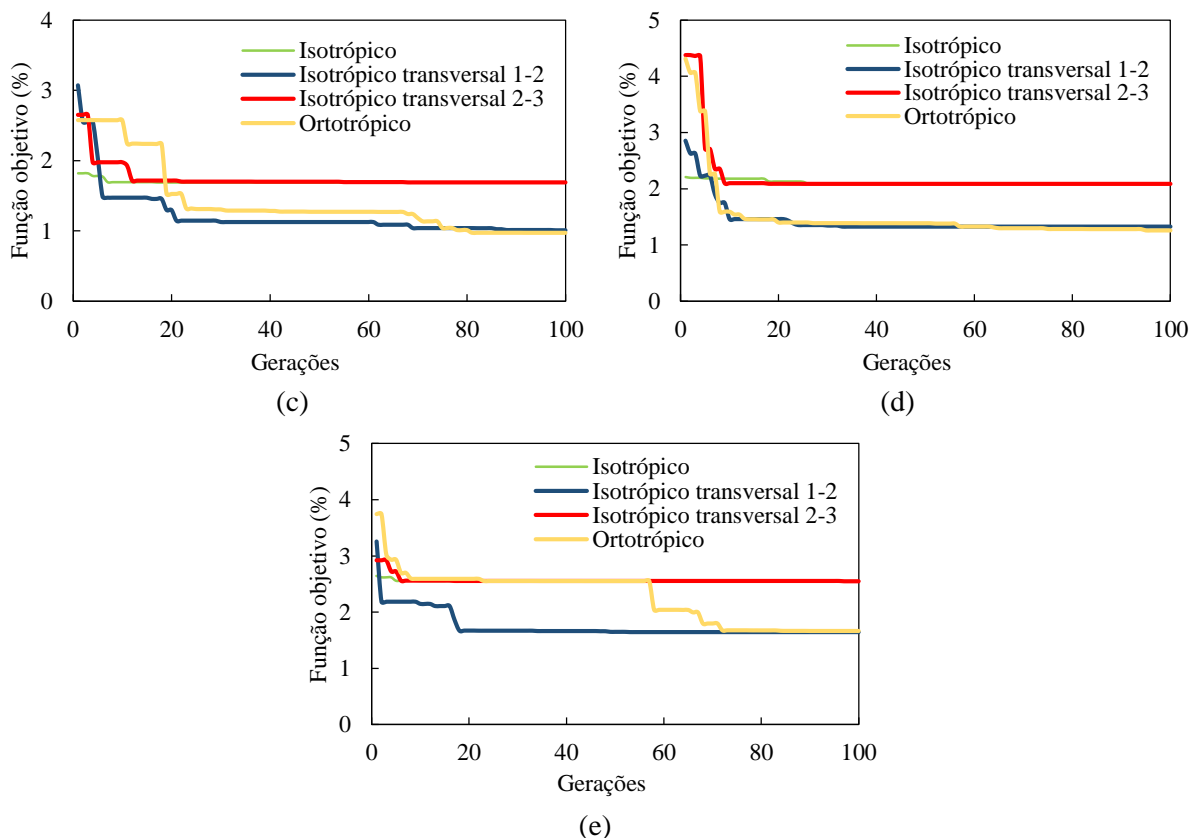 Função objetivo (%)
4
3
2
1
0
Isotrópico
Isotrópico transversal 1-2
Isotrópico transversal 2-3
Ortotrópico
0 20 40 60 80 100
Gerações
(c)
Função objetivo (%)
5
4
3
2
1
0
Isotrópico
Isotrópico transversal 1-2
Isotrópico transversal 2-3
Ortotrópico
0 20 40 60 80 100
Gerações
(d)
Função objetivo (%)
5
4
3
2
1
0
Isotrópico
Isotrópico transversal 1-2
Isotrópico transversal 2-3
Ortotrópico
0 20 40 60 80 100
Gerações
(e)